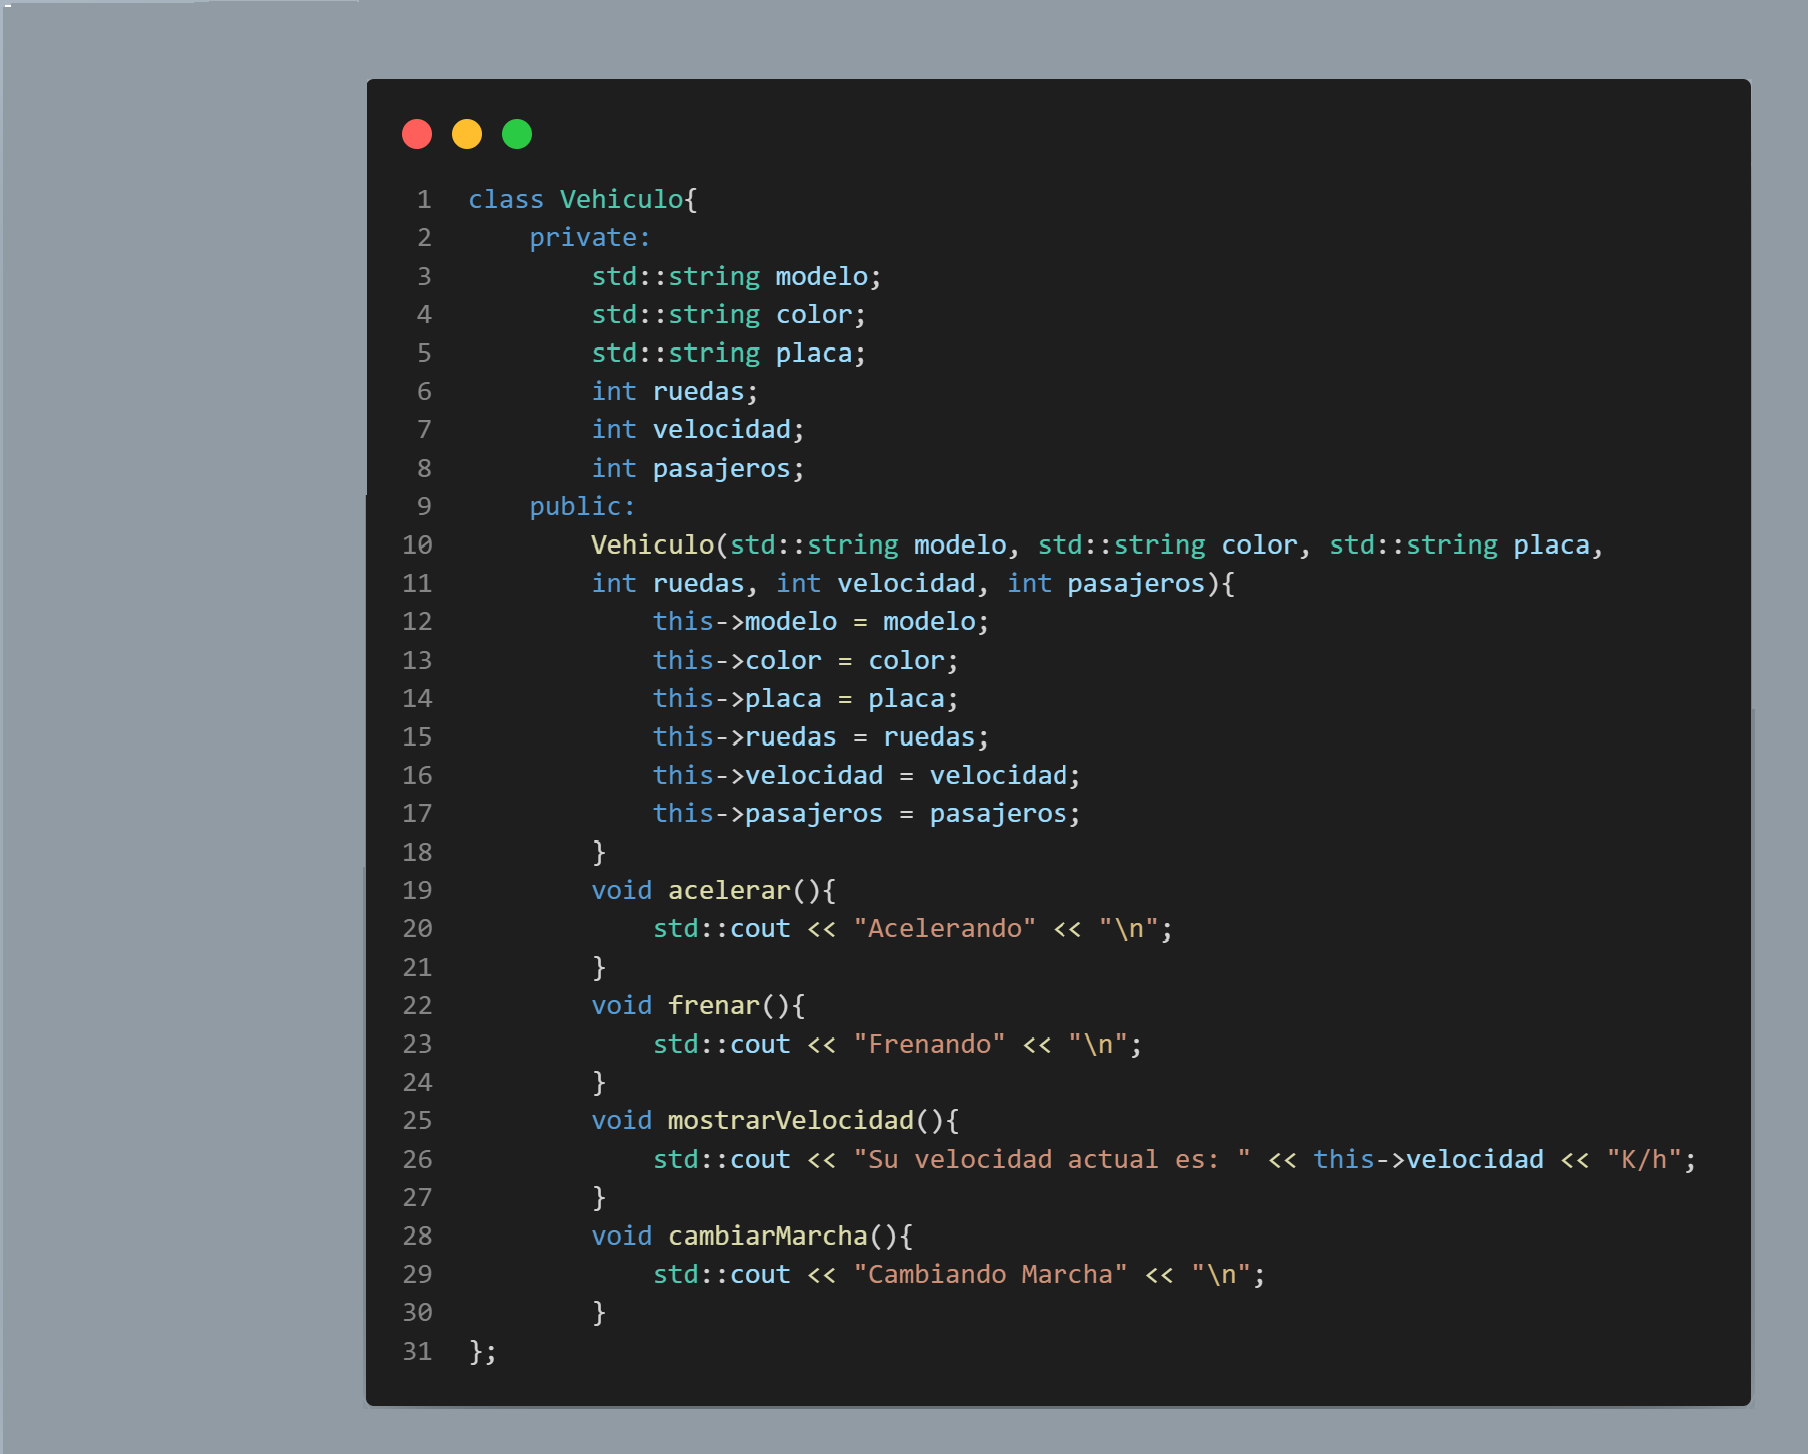 1 class Vehiculo{
2     private:
3         std::string modelo;
4         std::string color;
5         std::string placa;
6         int ruedas;
7         int velocidad;
8         int pasajeros;
9     public:
10         Vehiculo(std::string modelo, std::string color, std::string placa,
11         int ruedas, int velocidad, int pasajeros){
12             this->modelo = modelo;
13             this->color = color;
14             this->placa = placa;
15             this->ruedas = ruedas;
16             this->velocidad = velocidad;
17             this->pasajeros = pasajeros;
18         }
19         void acelerar(){
20             std::cout << "Acelerando" << "\n";
21         }
22         void frenar(){
23             std::cout << "Frenando" << "\n";
24         }
25         void mostrarVelocidad(){
26             std::cout << "Su velocidad actual es: " << this->velocidad << "K/h";
27         }
28         void cambiarMarcha(){
29             std::cout << "Cambiando Marcha" << "\n";
30         }
31 };